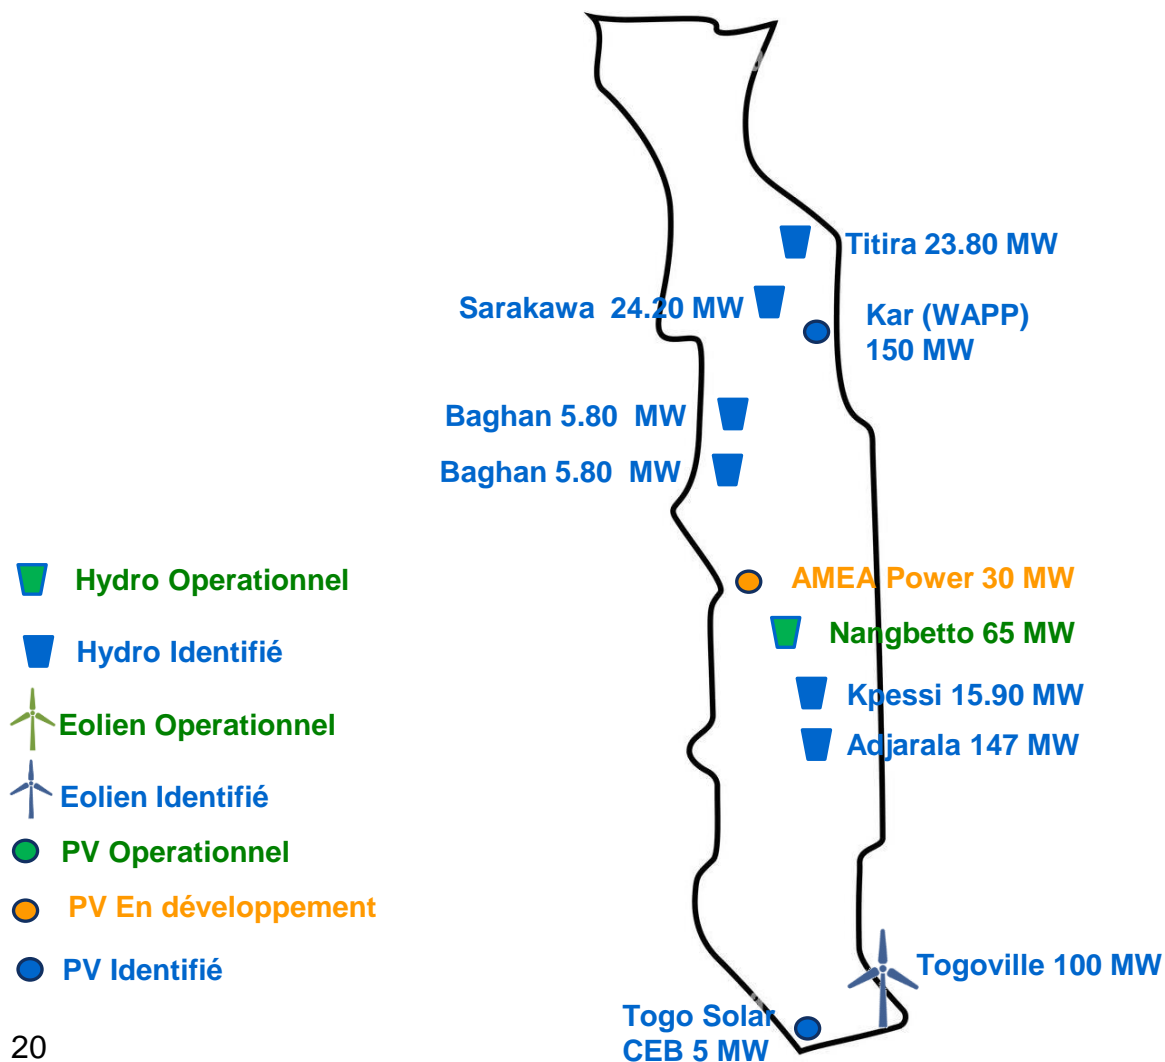 Titira 23.80 MW
Sarakawa 24.20 MW
Kar (WAPP)
150 MW
Baghan 5.80 MW
Baghan 5.80 MW
Hydro Operationnel
AMEA Power 30 MW
Nangbetto 65 MW
Hydro Identifié
Kpessi 15.90 MW
Eolien Operationnel
Adjarala 147 MW
Eolien Identifié
PV Operationnel
PV En développement
PV Identifié
Togoville 100 MW
Togo Solar
CEB 5 MW
20